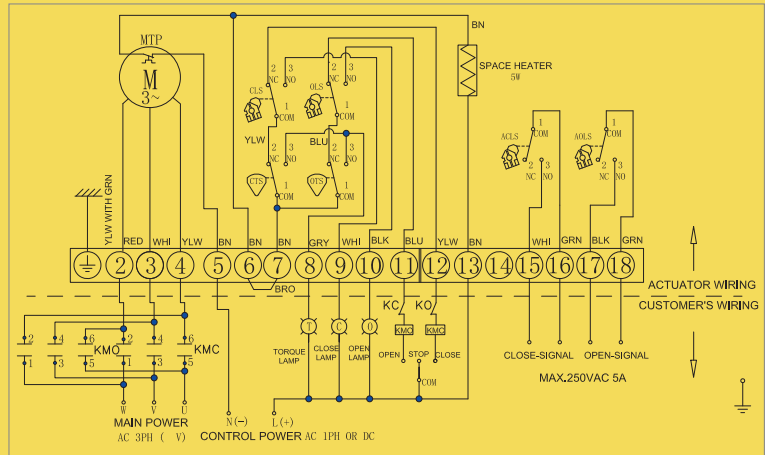 BN
MTP
M
3~
SPACE HEATER
5W
2
3
NC
NO
CLS
1
COM
2
3
NC
NO
OLS
1
COM
YLW
BLU
2
3
NC
NO
CTS
1
COM
2
3
NC
NO
OTS
1
COM
ACLS
1
COM
NC
2
3
NO
AOLS
1
COM
NC
2
3
NO
YLW WITH GRN
RED
WHI
YLW
BN
BN
BN
GRY
WHI
BLK
BLU
YLW
BN
WHI
GRN
BLK
GRN
2
3
4
5
6
7
8
9
10
11
12
13
14
15
16
17
18
BRO
ACTUATOR WIRING
CUSTOMER'S WIRING
2
4
6
KMO
2
4
6
KMC
1
3
5
1
3
5
W
V
U
MAIN POWER
AC 3PH ( V)
N(-)
L(+)
CONTROL POWER AC 1PH OR DC
T
C
O
TORQUE
LAMP
CLOSE
LAMP
OPEN
LAMP
KC
KO
KMO
KMC
OPEN
STOP
CLOSE
COM
CLOSE-SIGNAL
OPEN-SIGNAL
MAX.250VAC 5A